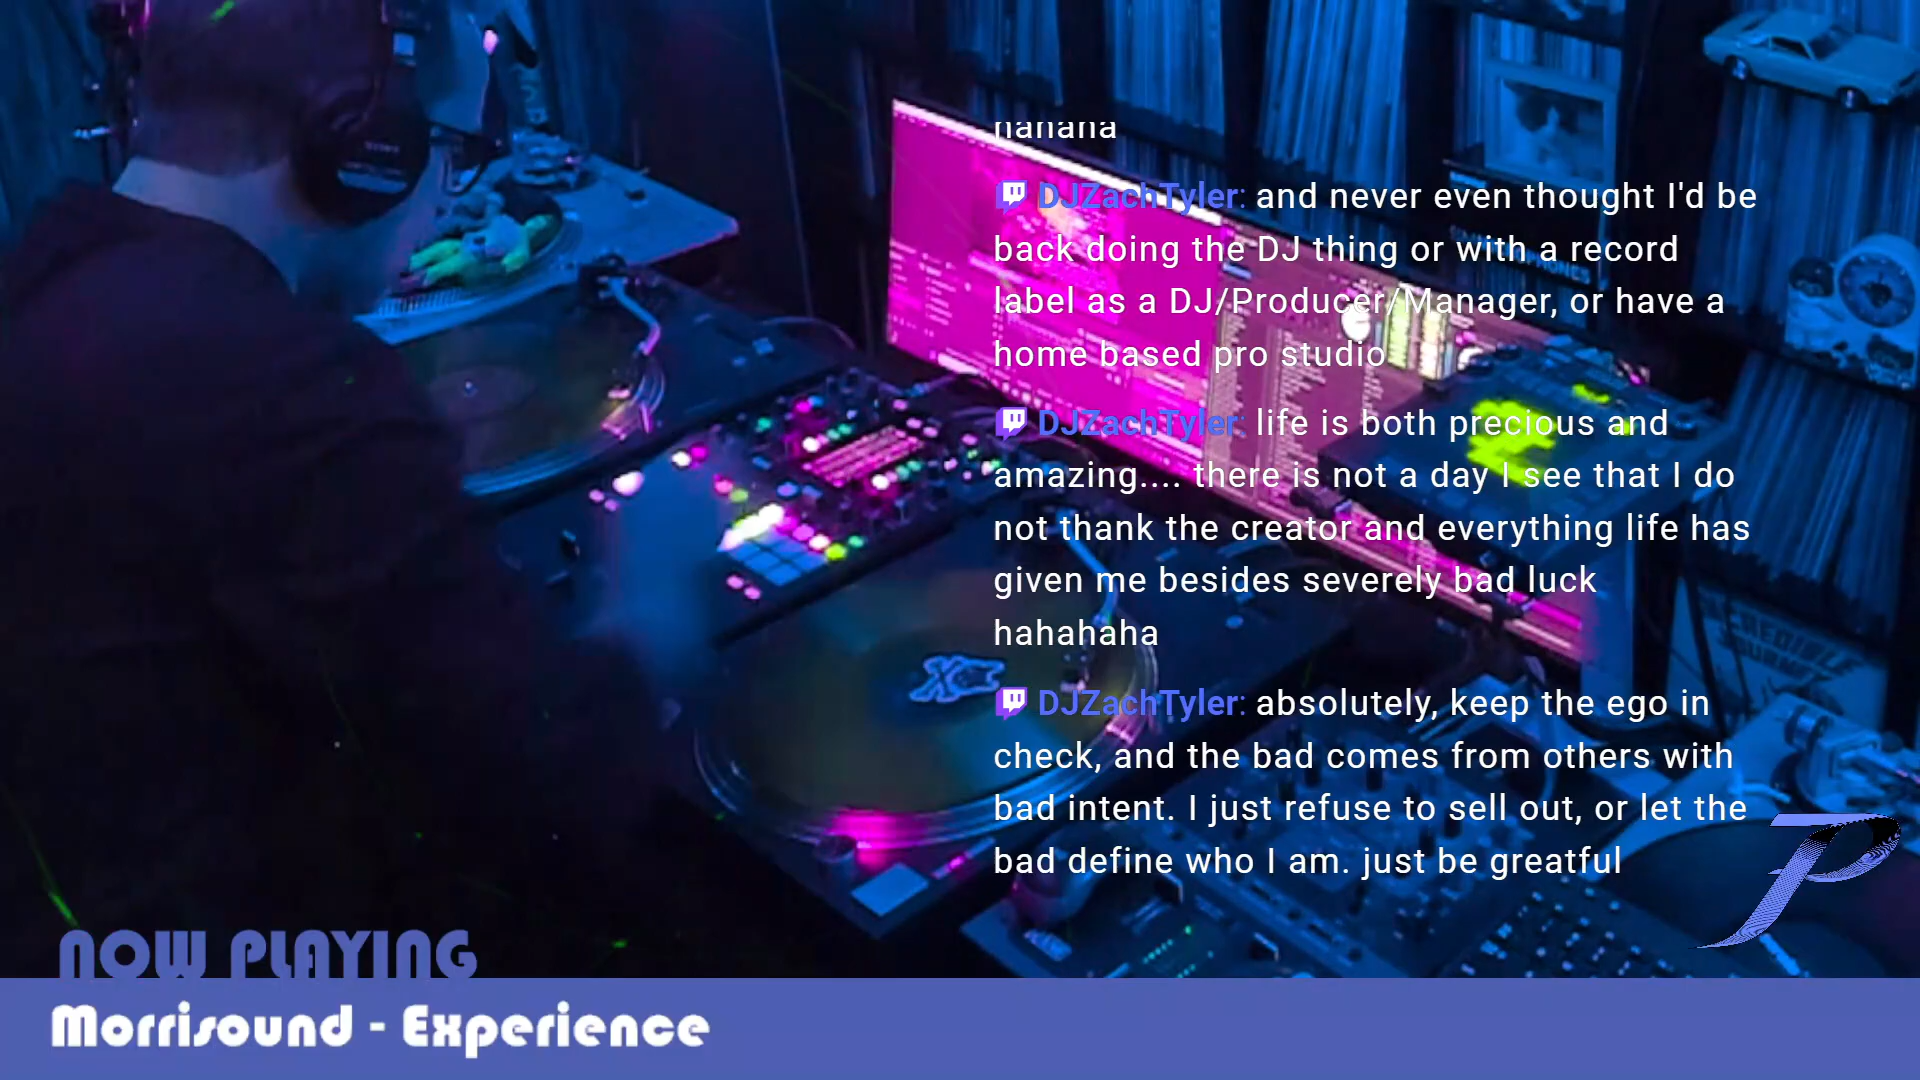 hahaha
DJZachTyler: and never even thought I'd be
back doing the DJ thing or with a record
label as a DJ/Producer/Manager, or have a
home based pro studio
DJZachTyler: life is both precious and
amazing.... there is not a day I see that I do
not thank the creator and everything life has
given me besides severely bad luck
hahahaha
DJZachTyler: absolutely, keep the ego in
check, and the bad comes from others with
bad intent. I just refuse to sell out, or let the
bad define who I am. just be greatful
P
NOW PLAYING
Morrisound - Experience